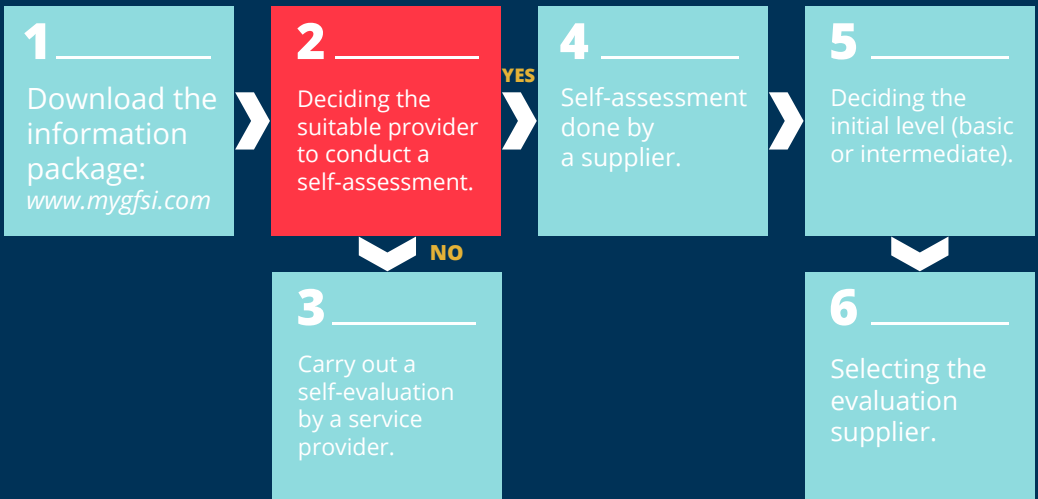 1
Download the
information
package:
www.mygfsi.com
2
Deciding the
suitable provider
to conduct a
self-assessment.
YES
4
Self-assessment
done by
a supplier.
5
Deciding the
initial level (basic
or intermediate).
NO
3
Carry out a
self-evaluation
by a service
provider.
6
Selecting the
evaluation
supplier.